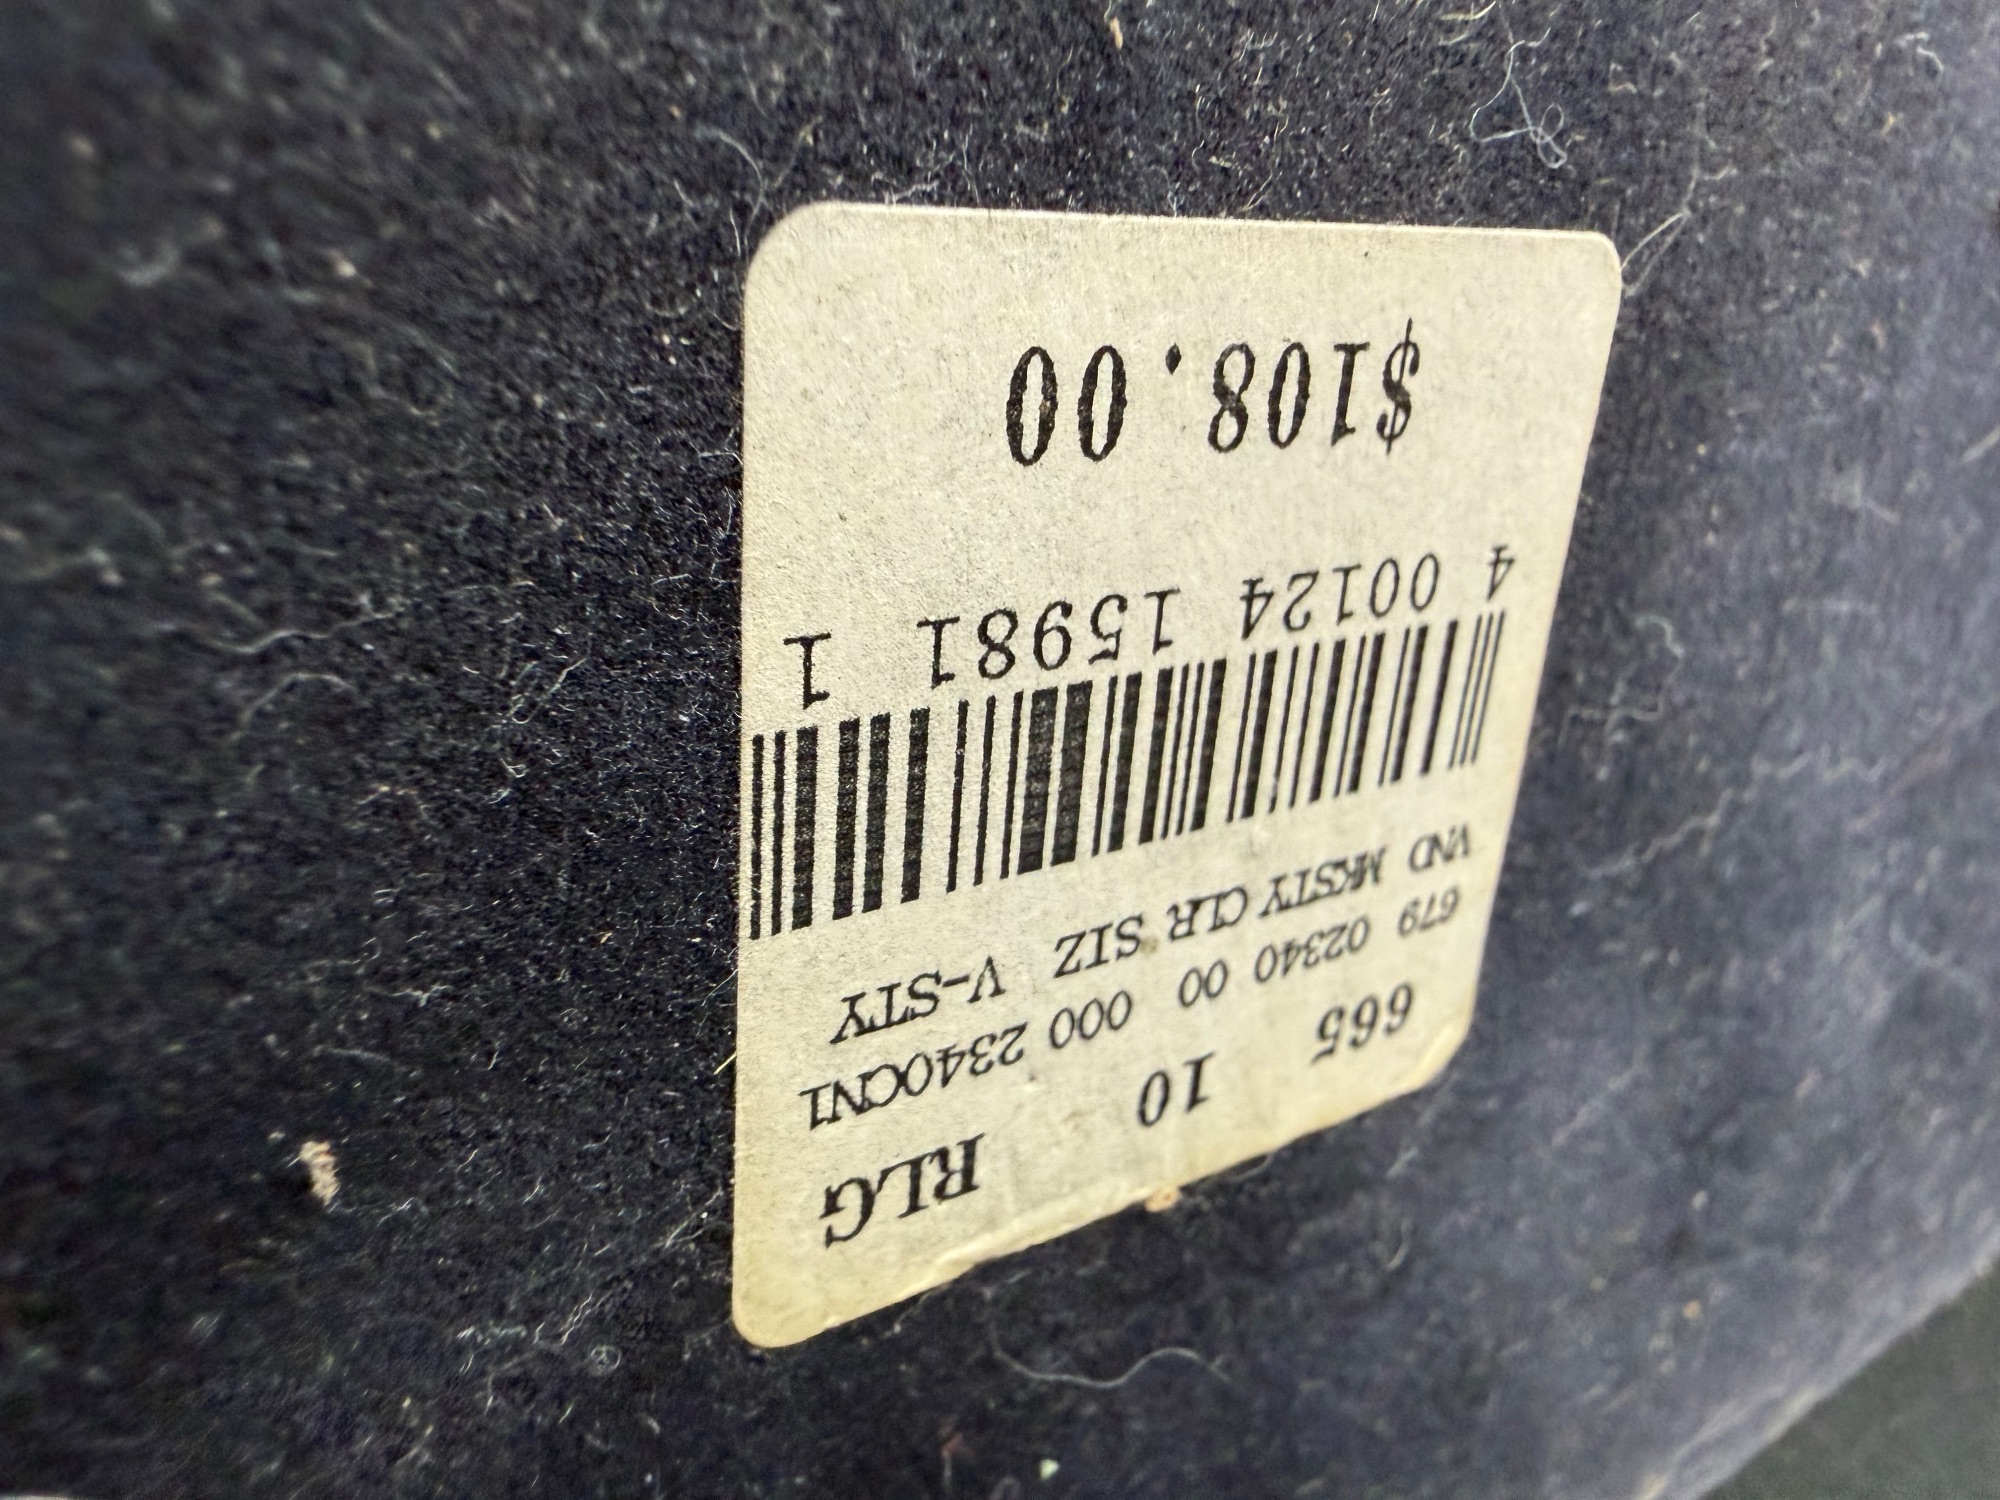 665 10 RLG
679 02340 00 000 2340CN1
VND MKSTY CLR SIZ V-STY
4 00124 15981 1
$108.00